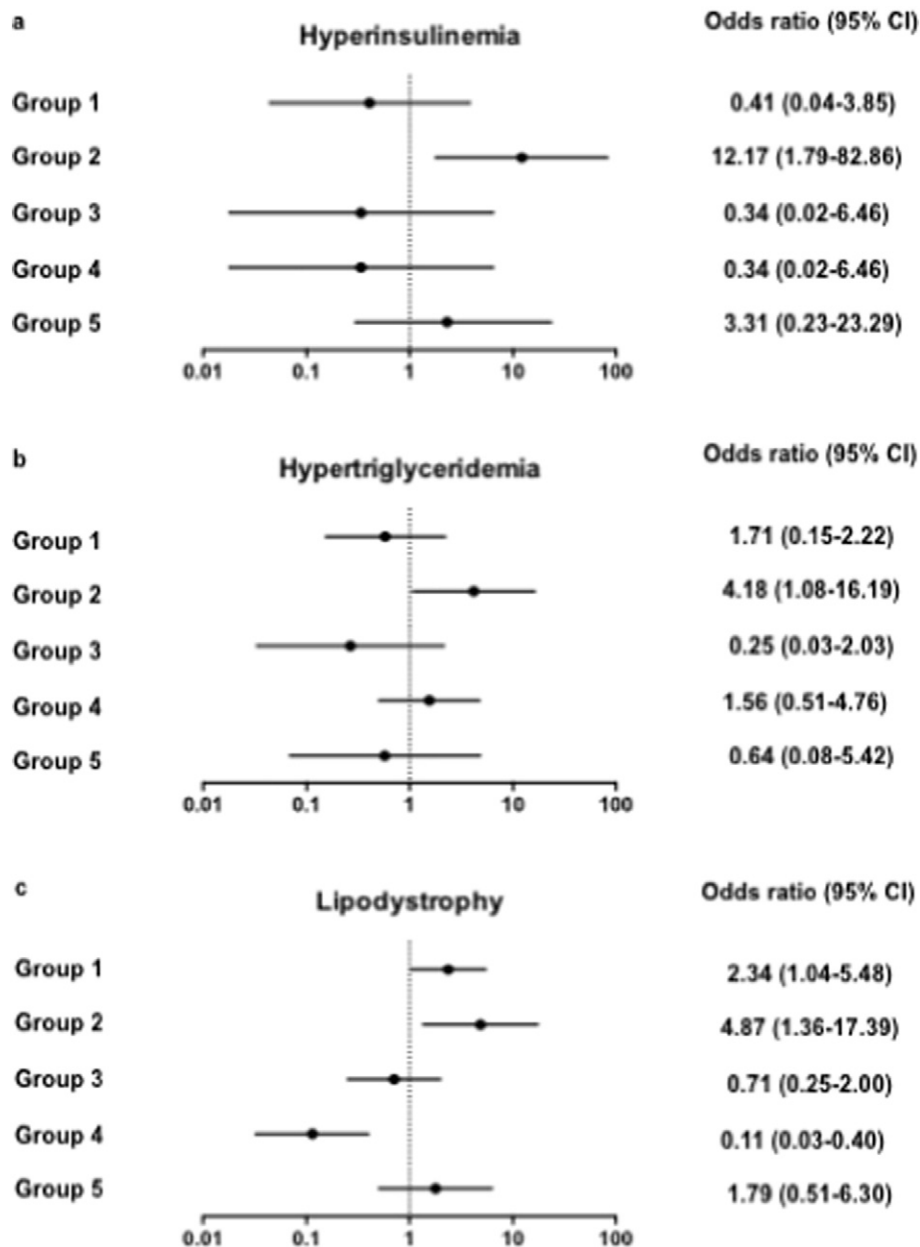 a
Hyperinsulinemia
Odds ratio (95% CI)
Group 1 0.41 (0.04-3.85)
Group 2 12.17 (1.79-82.86)
Group 3 0.34 (0.02-6.46)
Group 4 0.34 (0.02-6.46)
Group 5 3.31 (0.23-23.29)
0.01 0.1 1 10 100
b
Hypertriglyceridemia
Odds ratio (95% CI)
Group 1 1.71 (0.15-2.22)
Group 2 4.18 (1.08-16.19)
Group 3 0.25 (0.03-2.03)
Group 4 1.56 (0.51-4.76)
Group 5 0.64 (0.08-5.42)
0.01 0.1 1 10 100
c
Lipodystrophy
Odds ratio (95% CI)
Group 1 2.34 (1.04-5.48)
Group 2 4.87 (1.36-17.39)
Group 3 0.71 (0.25-2.00)
Group 4 0.11 (0.03-0.40)
Group 5 1.79 (0.51-6.30)
0.01 0.1 1 10 100